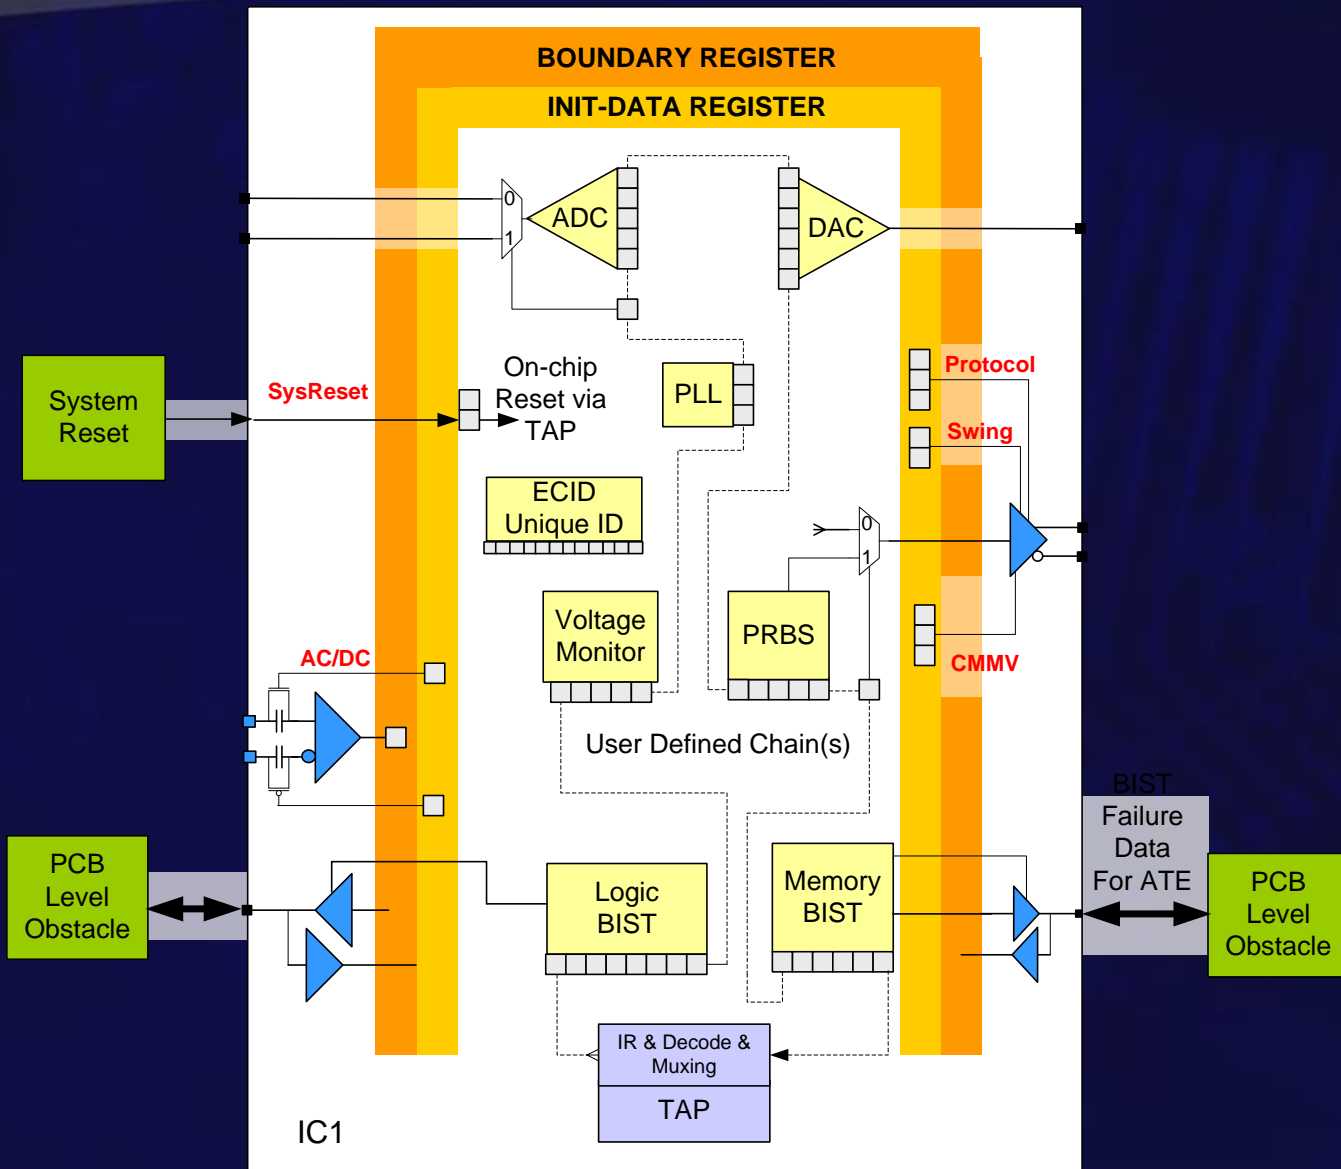 BOUNDARY REGISTER
INIT-DATA REGISTER
0
1
ADC
DAC
System
Reset
SysReset
On-chip
Reset via
TAP
PLL
Protocol
Swing
ECID
Unique ID
0
1
Voltage
Monitor
PRBS
CMMV
AC/DC
User Defined Chain(s)
BIST
Failure
Data
For ATE
PCB
Level
Obstacle
Logic
BIST
Memory
BIST
PCB
Level
Obstacle
IR & Decode &
Muxing
TAP
IC1